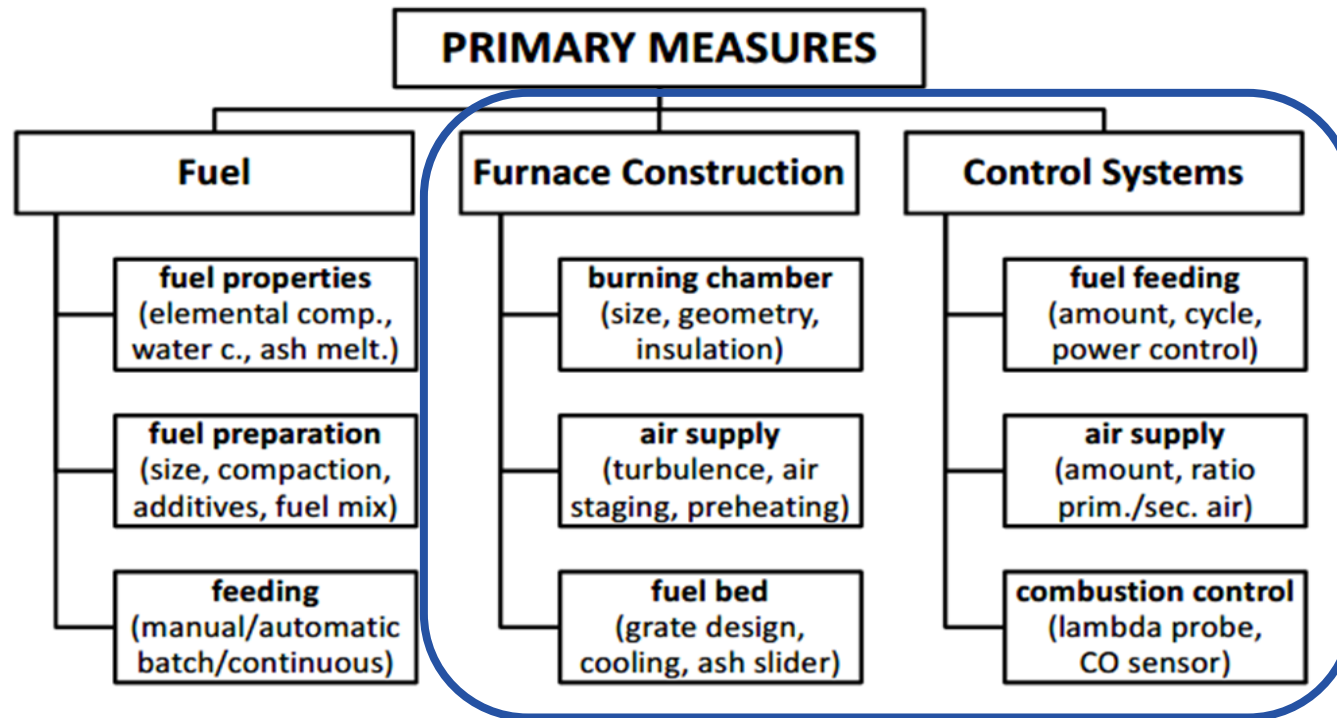 PRIMARY MEASURES
Fuel
fuel properties
(elemental comp.,
water c., ash melt.)
fuel preparation
(size, compaction,
additives, fuel mix)
feeding
(manual/automatic
batch/continuous)
Furnace Construction
burning chamber
(size, geometry,
insulation)
air supply
(turbulence, air
staging, preheating)
fuel bed
(grate design,
cooling, ash slider)
Control Systems
fuel feeding
(amount, cycle,
power control)
air supply
(amount, ratio
prim./sec. air)
combustion control
(lambda probe,
CO sensor)